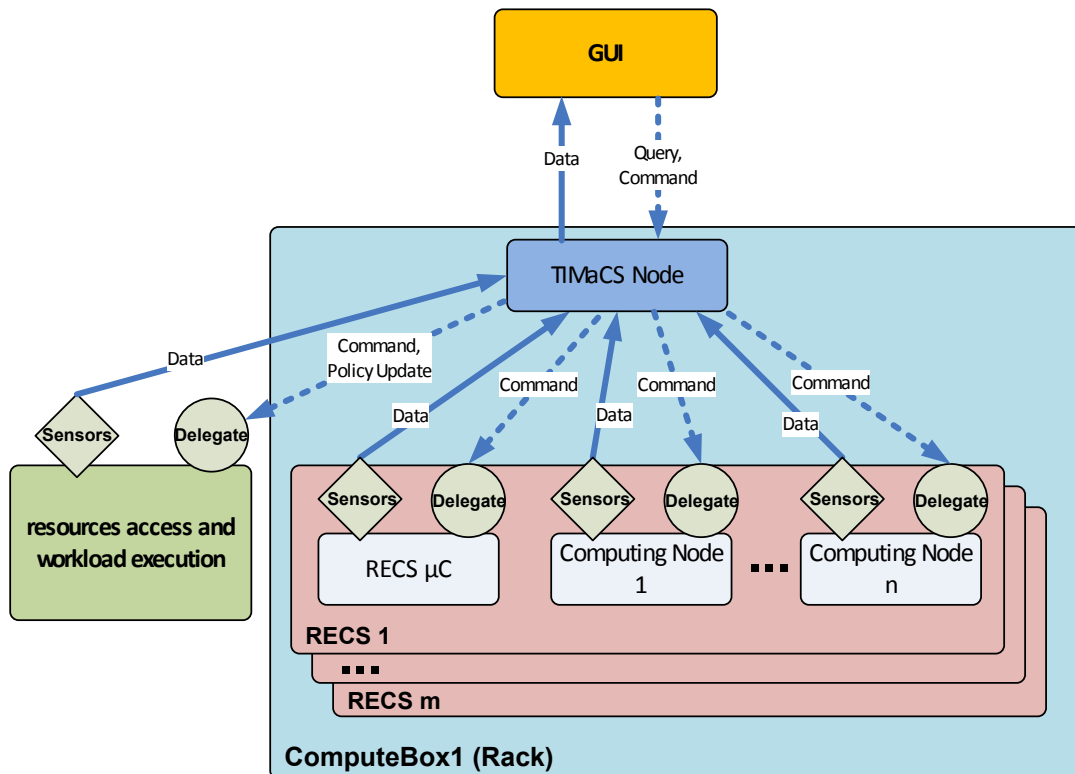 GUI
Data
Query,
Command
TIMaCS Node
Data
Command,
Policy Update
Command
Command
Command
Data
Data
Data
Sensors
Delegate
Sensors
Delegate
Sensors
Delegate
Sensors
Delegate
resources access and
workload execution
RECS µC
Computing Node
1
...
Computing Node
n
RECS 1
...
RECS m
ComputeBox1 (Rack)